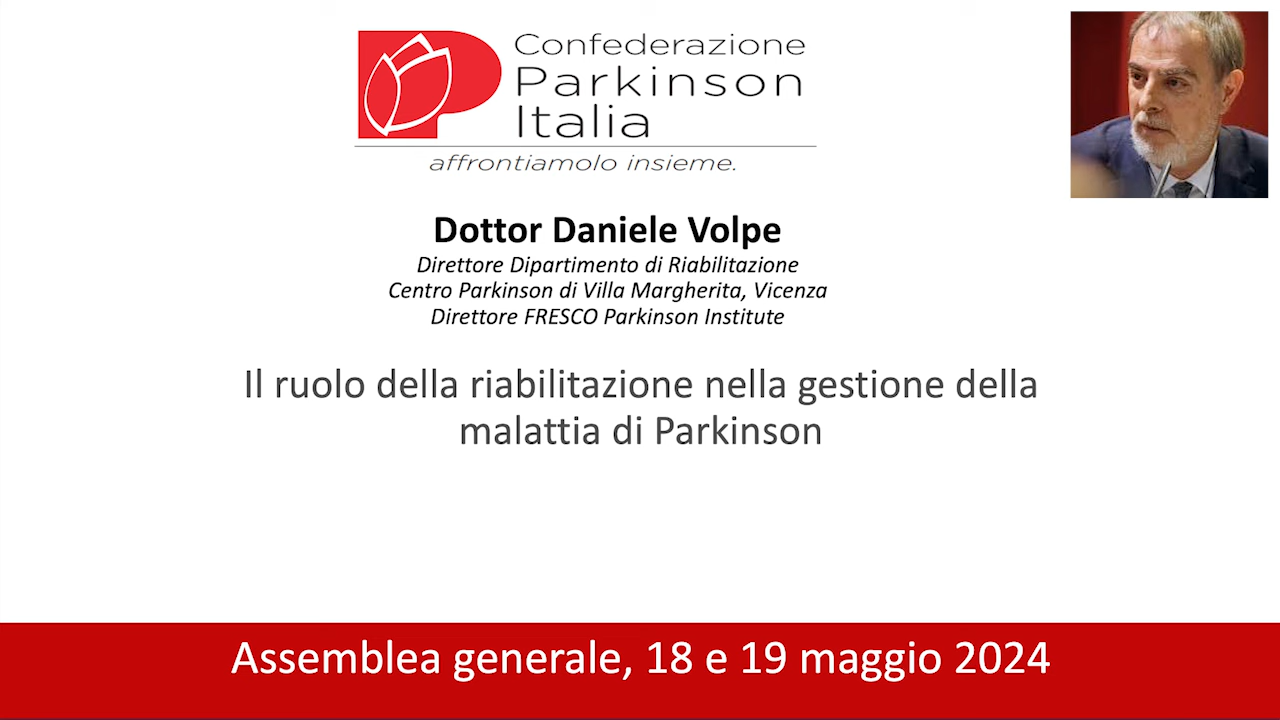 Confederazione
Parkinson
Italia
affrontiamolo insieme.
Dottor Daniele Volpe
Direttore Dipartimento di Riabilitazione
Centro Parkinson di Villa Margherita, Vicenza
Direttore FRESCO Parkinson Institute
Il ruolo della riabilitazione nella gestione della
malattia di Parkinson
Assemblea generale, 18 e 19 maggio 2024